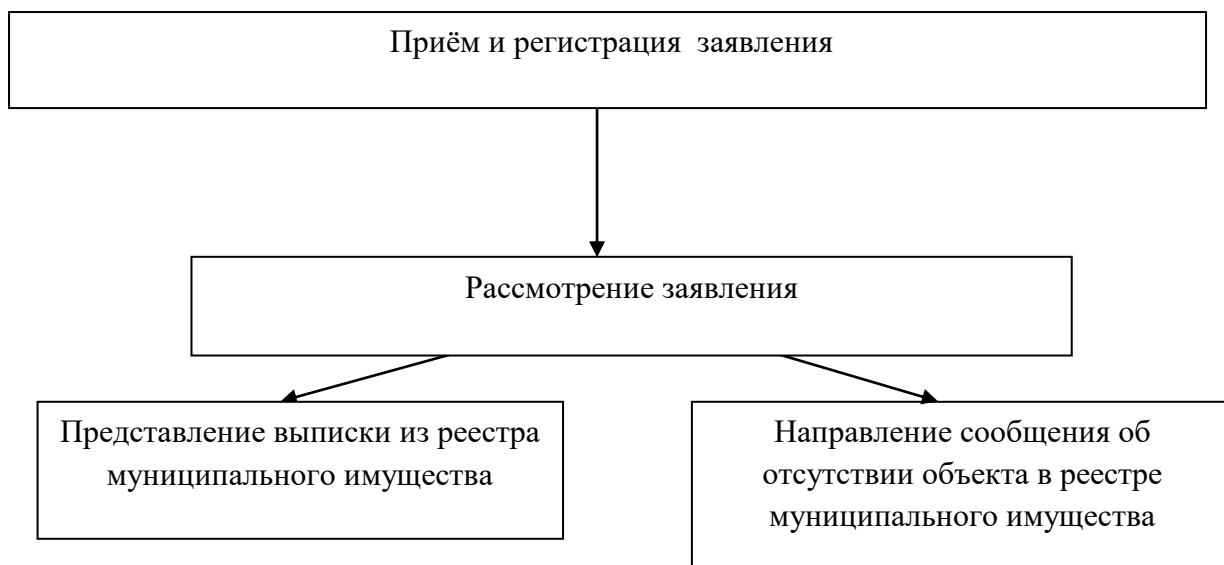 Приём и регистрация  заявления
Рассмотрение заявления
Представление выписки из реестра
муниципального имущества
Направление сообщения об
отсутствии объекта в реестре
муниципального имущества